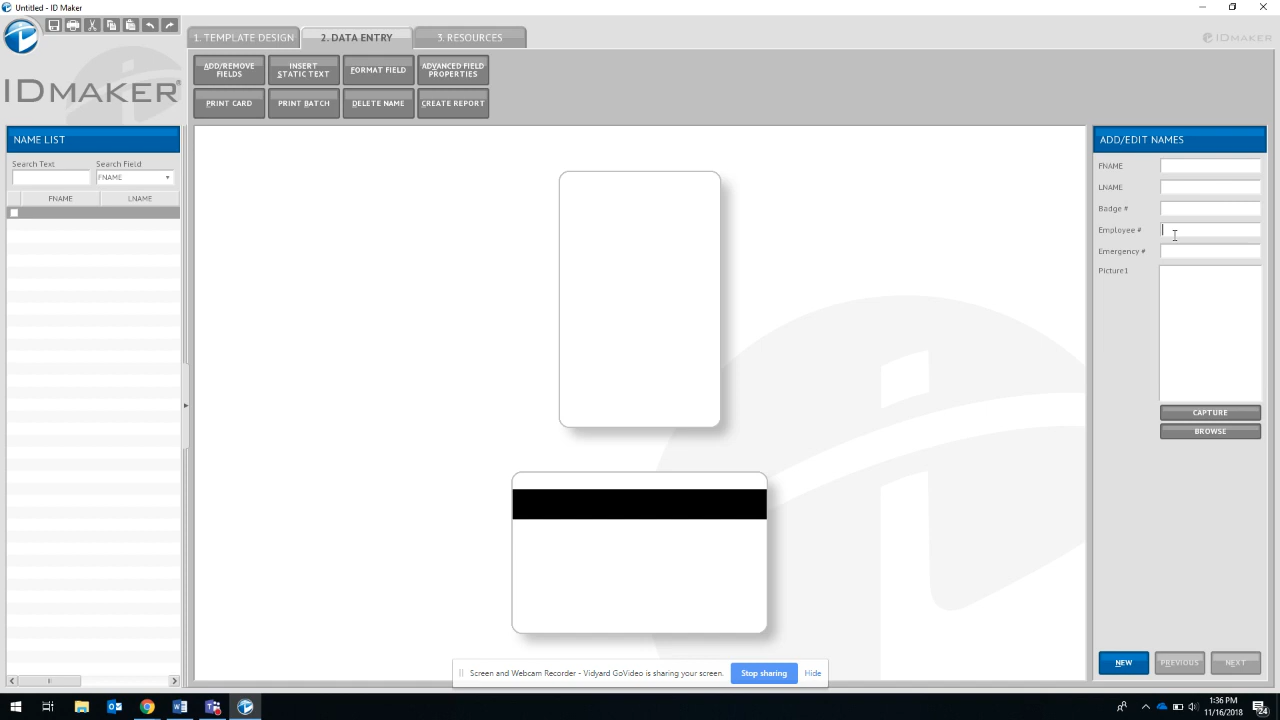 Untitled - ID Maker
1. TEMPLATE DESIGN
2. DATA ENTRY
3. RESOURCES
IDMAKER
IDMAKER®
ADD/REMOVE FIELDS
INSERT STATIC TEXT
FORMAT FIELD
ADVANCED FIELD PROPERTIES
PRINT CARD
PRINT BATCH
DELETE NAME
CREATE REPORT
NAME LIST
Search Text
Search Field
FNAME
FNAME
LNAME
ADD/EDIT NAMES
FNAME
LNAME
Badge #
Employee #
Emergency #
Picture1
CAPTURE
BROWSE
NEW
PREVIOUS
NEXT
Screen and Webcam Recorder - Vidyard GoVideo is sharing your screen.
Stop sharing
Hide
1:36 PM
11/16/2018
24